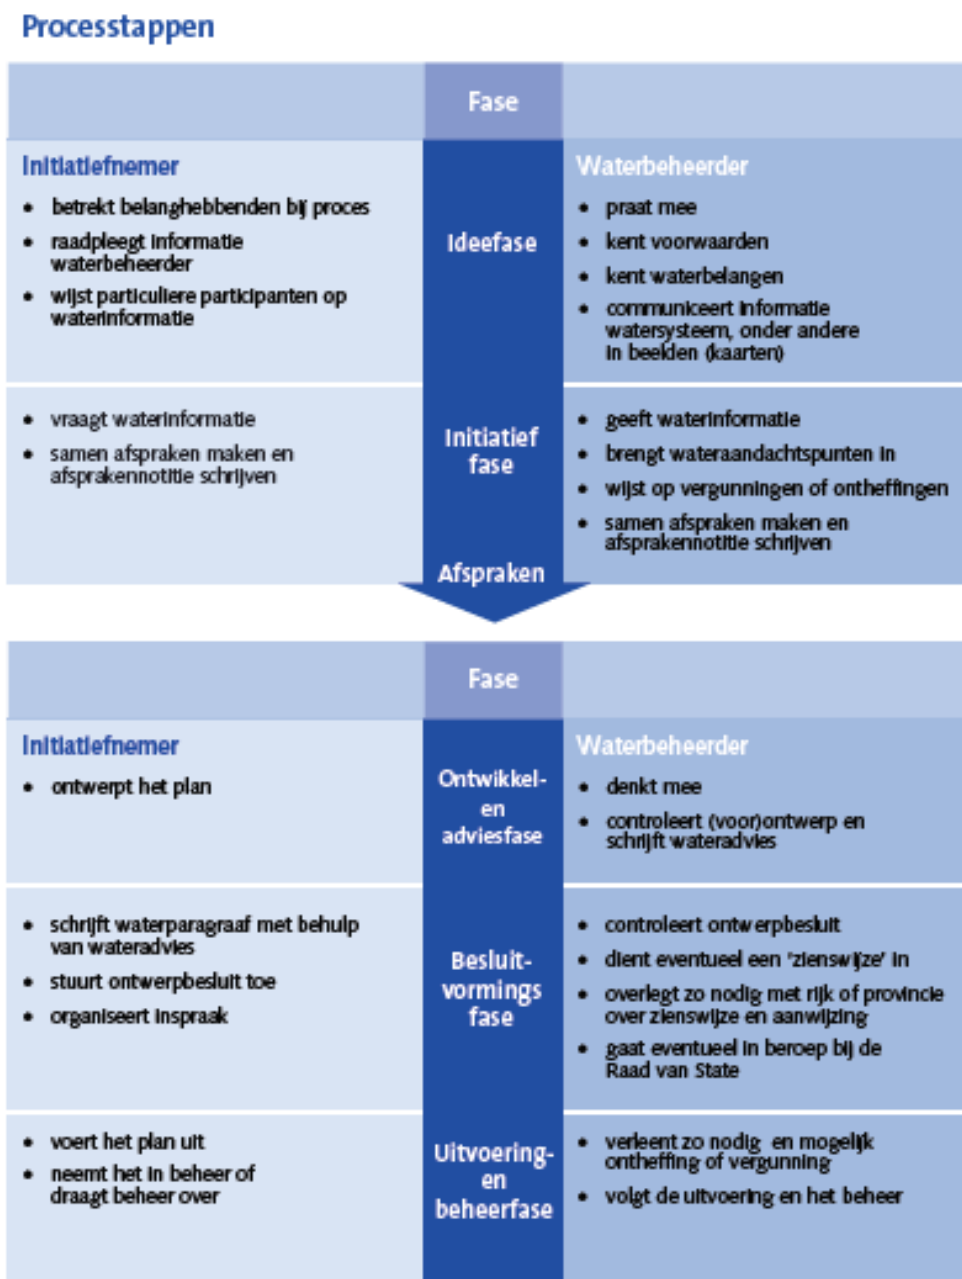 Processtappen
Fase
Initiatiefnemer
• betrekt belanghebbenden bij proces
• raadpleegt informatie
waterbeheerder
• wijst particuliere participanten op
waterinformatie
Ideefase
Waterbeheerder
• praat mee
• kent voorwaarden
• kent waterbelangen
• communiceert informatie
watersysteem, onder andere
in beelden (kaarten)
• vraagt waterinformatie
• samen afspraken maken en
afsprakennotitie schrijven
Initiatief
fase
Afspraken
• geeft waterinformatie
• brengt wateraandachtspunten in
• wijst op vergunningen of ontheffingen
• samen afspraken maken en
afsprakennotitie schrijven
Fase
Initiatiefnemer
• ontwerpt het plan
Ontwikkel-
en
adviesfase
Waterbeheerder
• denkt mee
• controleert (voor)ontwerp en
schrijft wateradvies
• schrijft waterparagraaf met behulp
van wateradvies
• stuurt ontwerpbesluit toe
• organiseert inspraak
Besluit-
vormings
fase
• controleert ontwerpbesluit
• dient eventueel een ‘zienswijze’ in
• overlegt zo nodig met rijk of provincie
over zienswijze en aanwijzing
• gaat eventueel in beroep bij de
Raad van State
• voert het plan uit
• neemt het in beheer of
draagt beheer over
Uitvoering-
en
beheerfase
• verleent zo nodig en mogelijk
ontheffing of vergunning
• volgt de uitvoering en het beheer